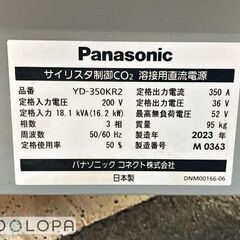 Panasonic
サイリスタ制御CO₂ 溶接用直流電源
品番 YD-350KR2 定格出力電流 350 A
定格入力電圧 200 V 定格出力電圧 36 V
定格入力 18.1 kVA(16.2 kW) 最高無負荷電圧 52 V
相数 3 相 質量 95 kg
周波数 50/60 Hz 製造年 2023 年
定格使用率 50 % 製造番号 M 0363
パナソニック コネクト株式会社
日本製 DNM00166-06
DOLOPA